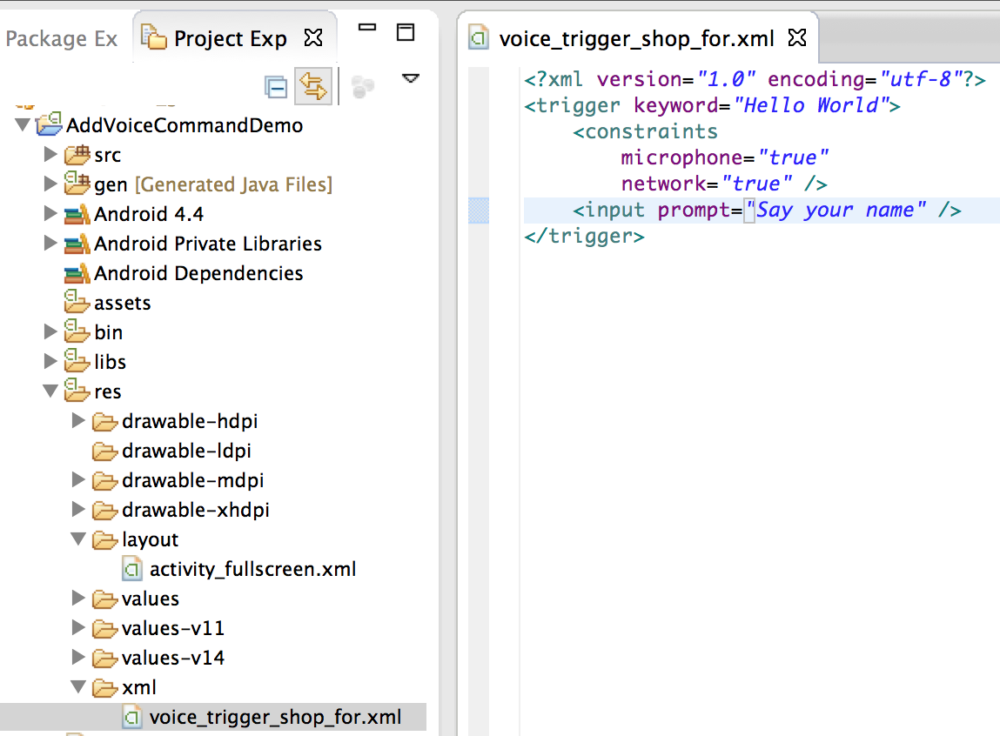 Package Ex
Project Exp
AddVoiceCommandDemo
src
gen [Generated Java Files]
Android 4.4
Android Private Libraries
Android Dependencies
assets
bin
libs
res
drawable-hdpi
drawable-ldpi
drawable-mdpi
drawable-xhdpi
layout
activity_fullscreen.xml
values
values-v11
values-v14
xml
voice_trigger_shop_for.xml
voice_trigger_shop_for.xml
<?xml version="1.0" encoding="utf-8"?>
<trigger keyword="Hello World">
    <constraints
        microphone="true"
        network="true" />
    <input prompt="Say your name" />
</trigger>